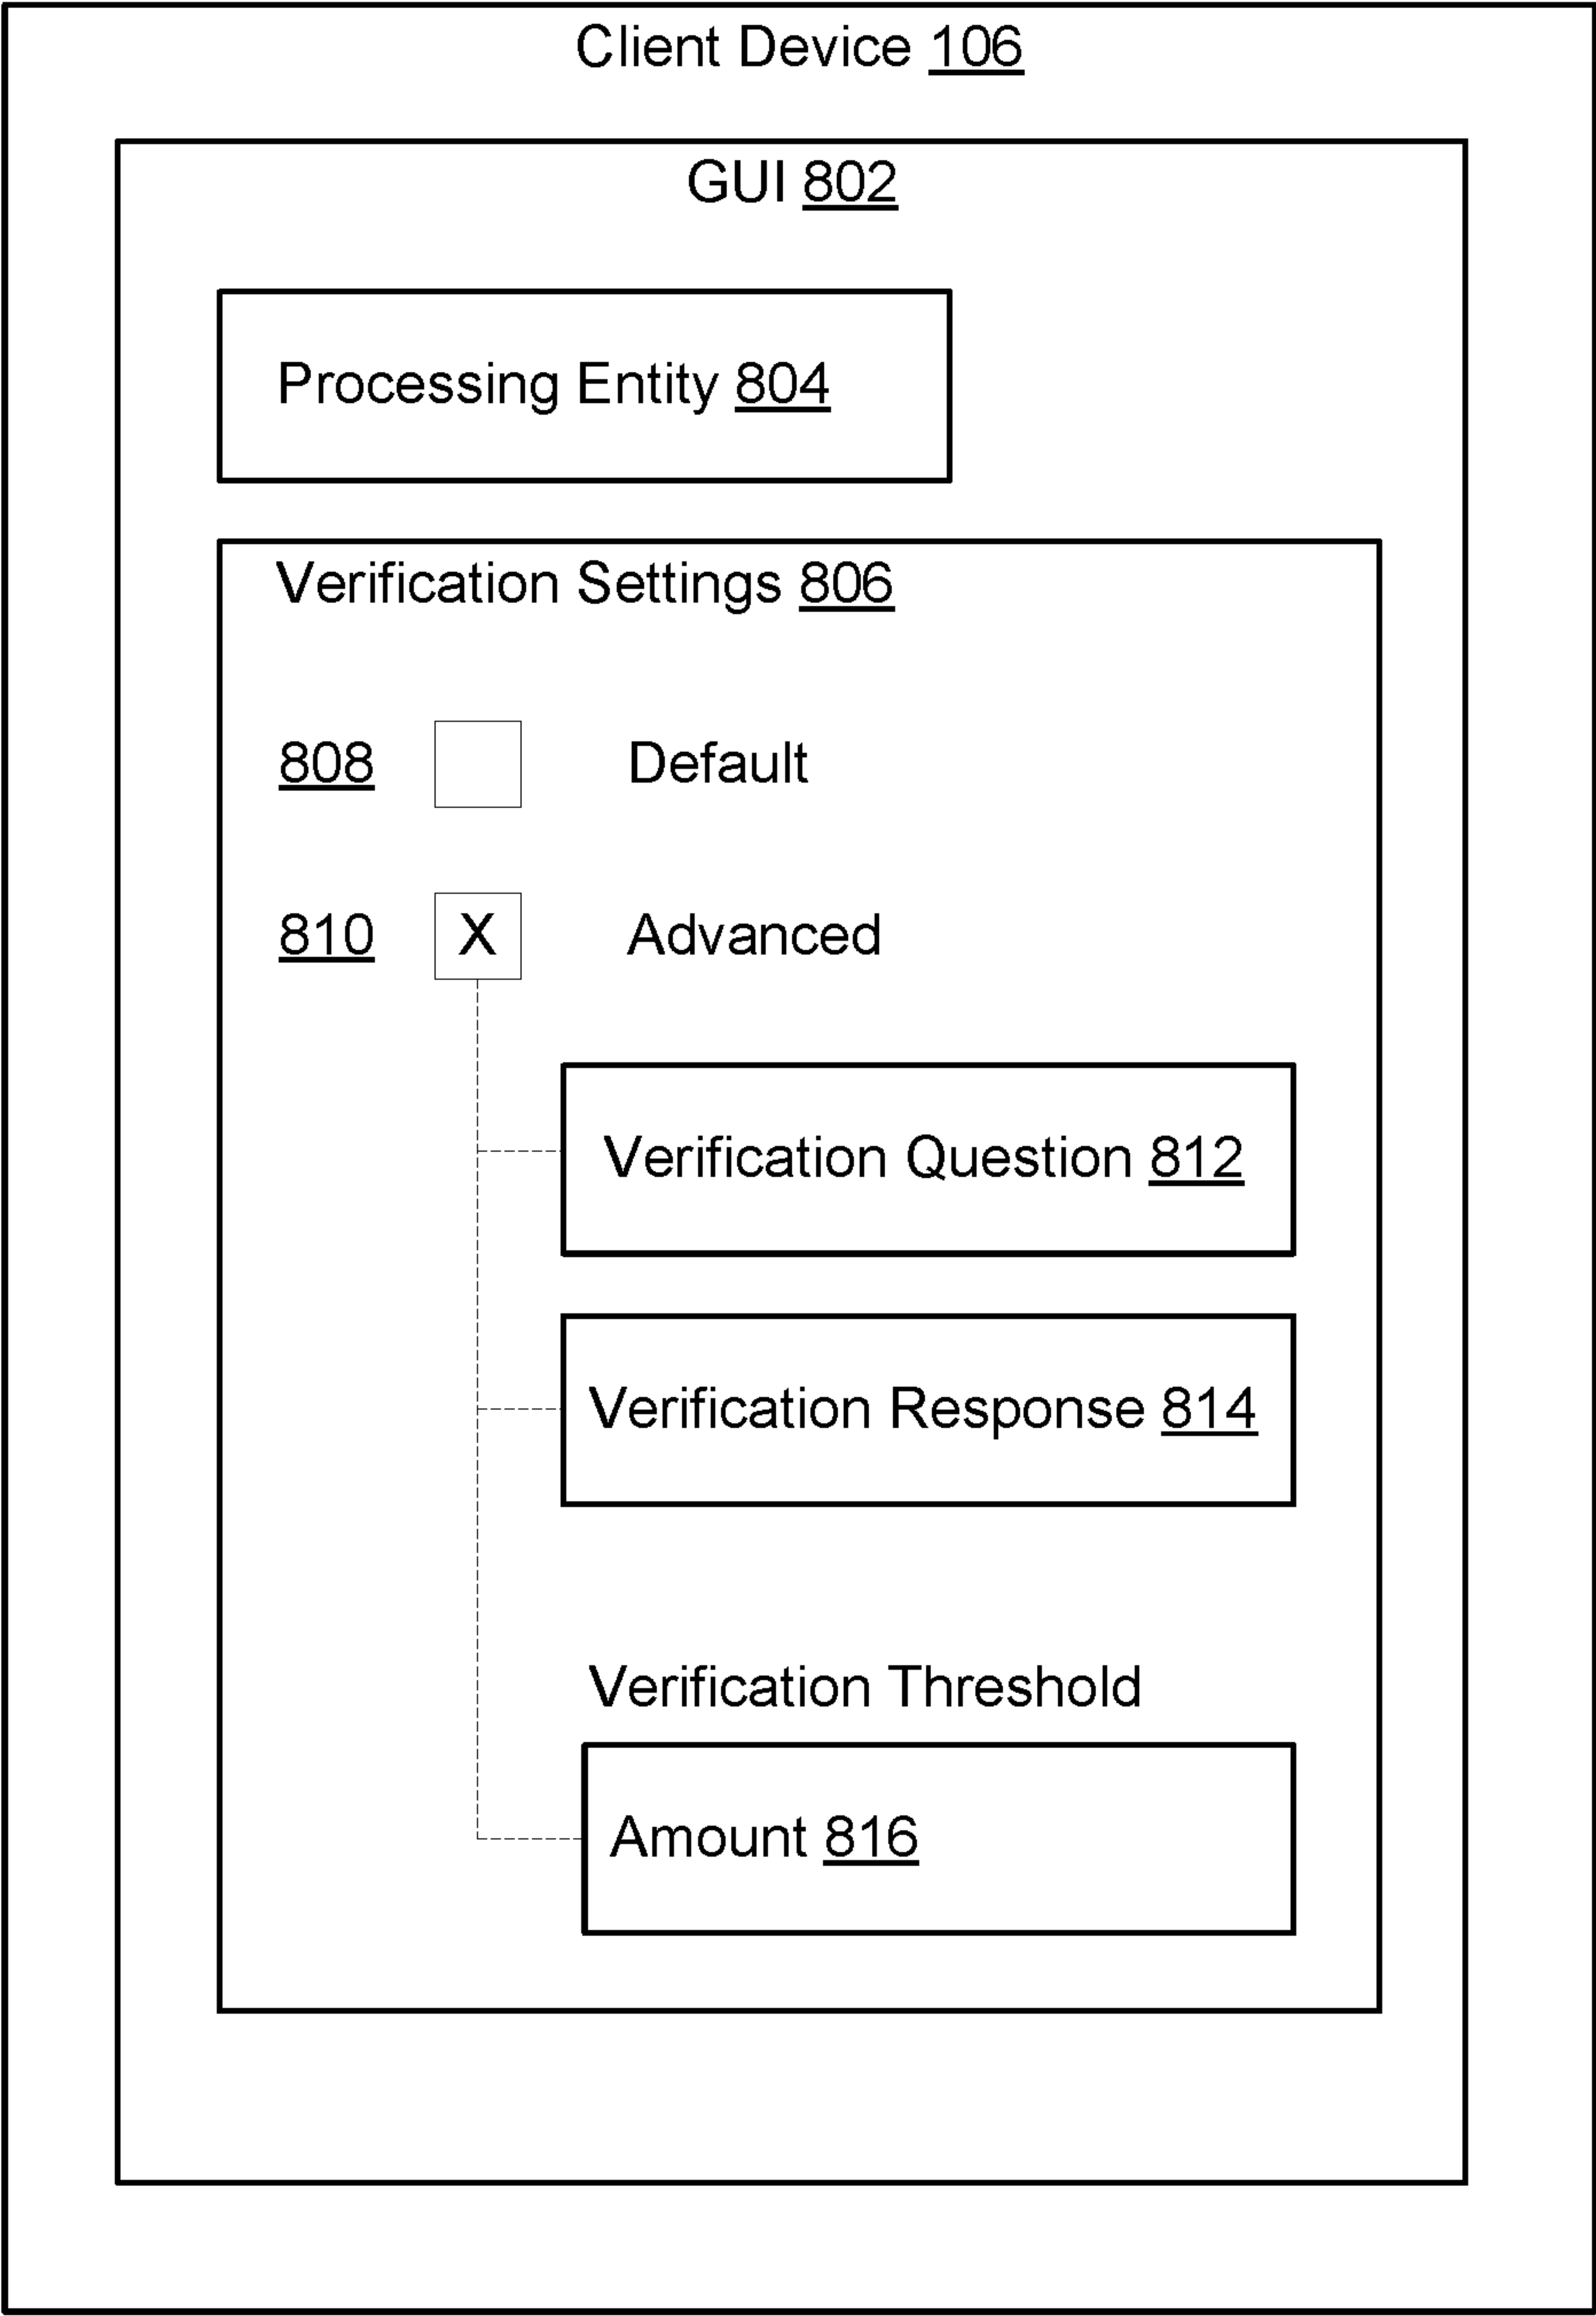 Client Device 106
GUI 802
Processing Entity 804
Verification Settings 806
808 Default
810 X Advanced
Verification Question 812
Verification Response 814
Verification Threshold
Amount 816